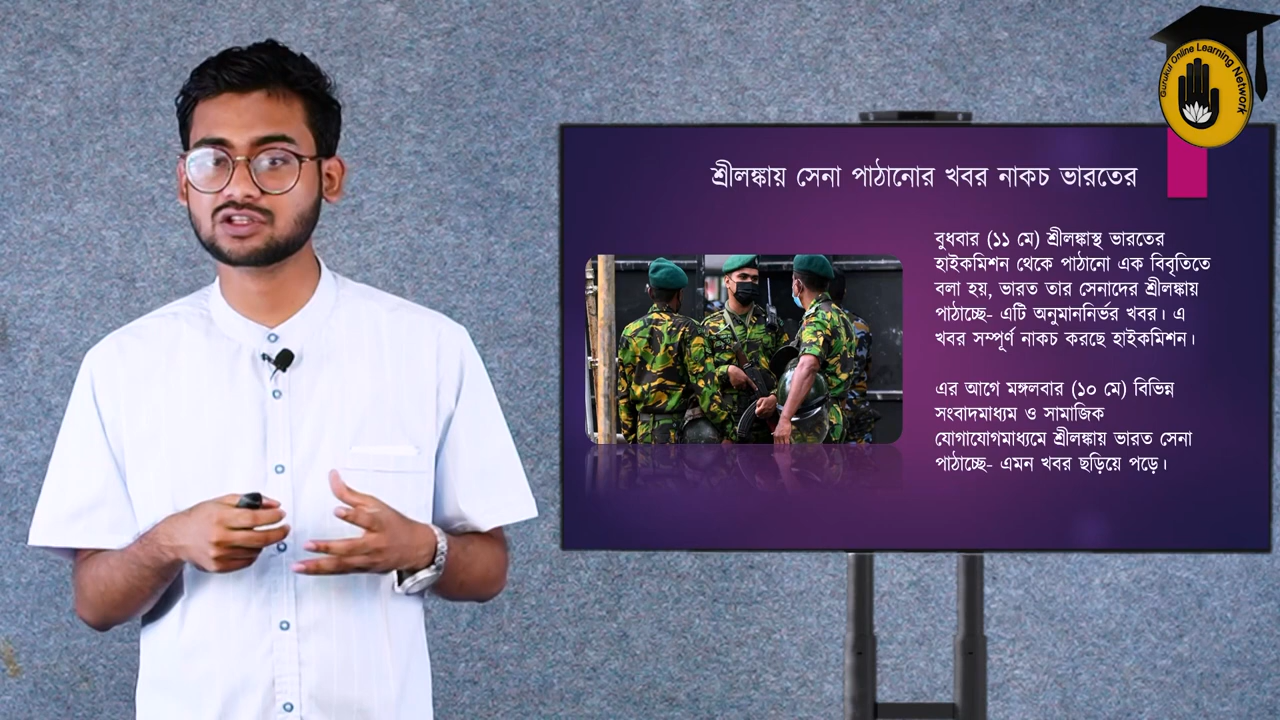 Gurukul Online Learning Network
শ্রীলঙ্কায় সেনা পাঠানোর খবর নাকচ ভারতের
বুধবার (১১ মে) শ্রীলঙ্কাস্থ ভারতের
হাইকমিশন থেকে পাঠানো এক বিবৃতিতে
বলা হয়, ভারত তার সেনাদের শ্রীলঙ্কায়
পাঠাচ্ছে- এটি অনুমাননির্ভর খবর। এ
খবর সম্পূর্ণ নাকচ করছে হাইকমিশন।
এর আগে মঙ্গলবার (১০ মে) বিভিন্ন
সংবাদমাধ্যম ও সামাজিক
যোগাযোগমাধ্যমে শ্রীলঙ্কায় ভারত সেনা
পাঠাচ্ছে- এমন খবর ছড়িয়ে পড়ে।